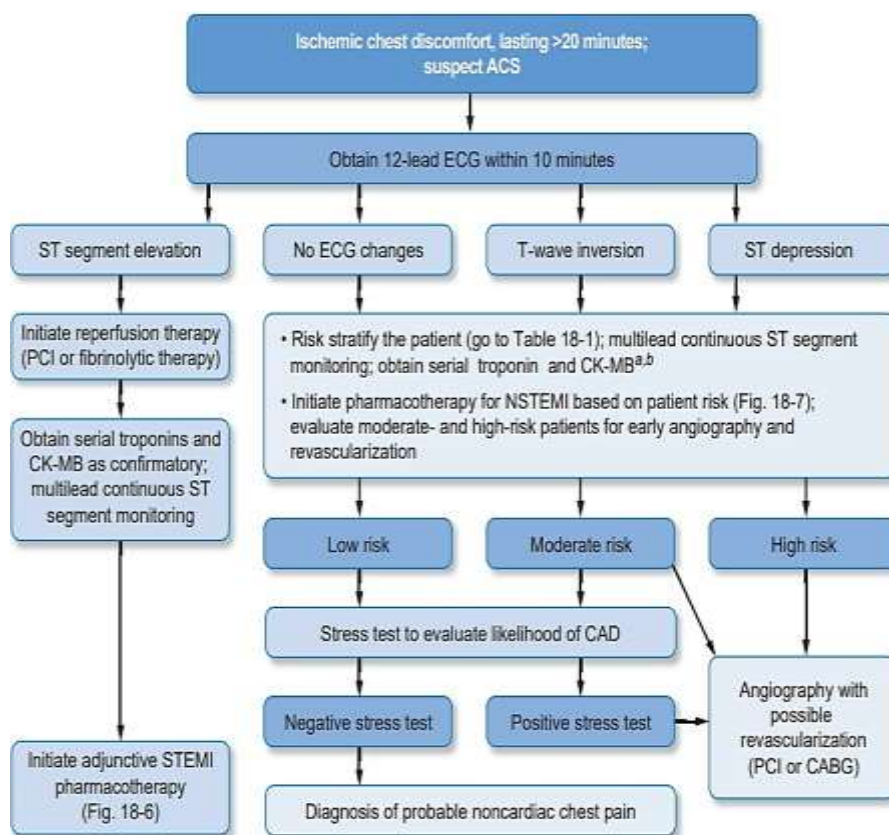 Ischemic chest discomfort, lasting >20 minutes;
suspect ACS
Obtain 12-lead ECG within 10 minutes
ST segment elevation
No ECG changes
T-wave inversion
ST depression
Initiate reperfusion therapy
(PCI or fibrinolytic therapy)
• Risk stratify the patient (go to Table 18-1); multilead continuous ST segment
monitoring; obtain serial troponin and CK-MBa,b
• Initiate pharmacotherapy for NSTEMI based on patient risk (Fig. 18-7);
evaluate moderate- and high-risk patients for early angiography and
revascularization
Obtain serial troponins and
CK-MB as confirmatory;
multilead continuous ST
segment monitoring
Low risk
Moderate risk
High risk
Stress test to evaluate likelihood of CAD
Negative stress test
Positive stress test
Angiography with
possible
revascularization
(PCI or CABG)
Initiate adjunctive STEMI
pharmacotherapy
(Fig. 18-6)
Diagnosis of probable noncardiac chest pain